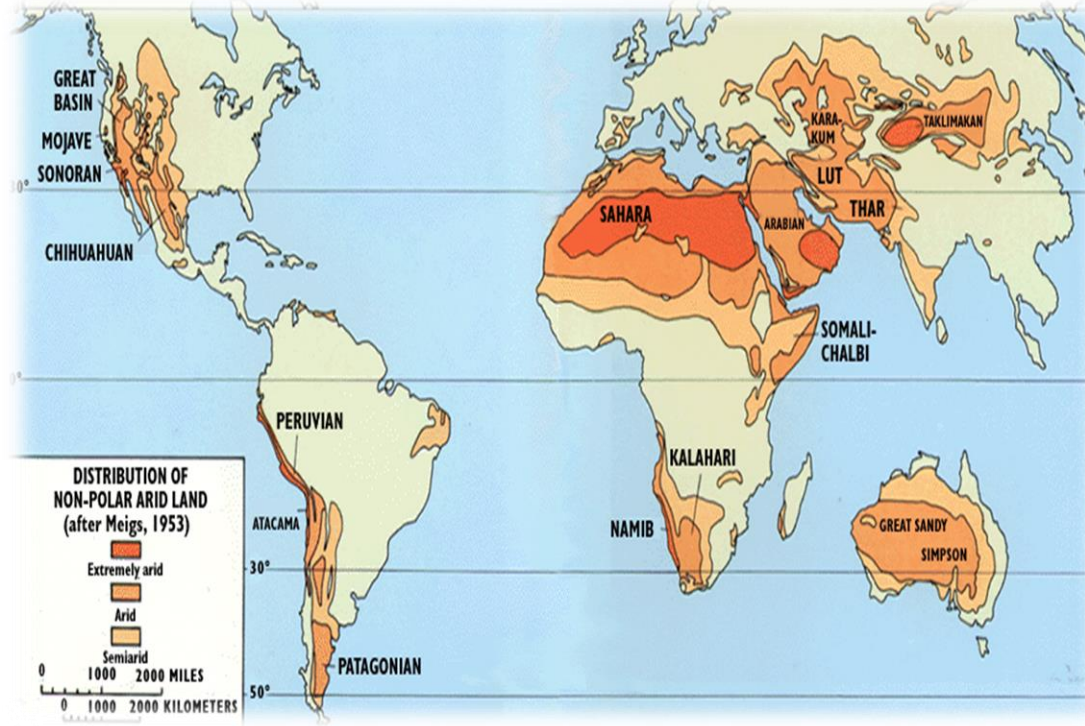 GREAT
BASIN
MOJAVE
SONORAN
CHIHUAHUAN
KARA-
KUM
TAKLIMAKAN
LUT
THAR
SAHARA
ARABIAN
SOMALI-
CHALBI
0°
0°
PERUVIAN
ATACAMA
PATAGONIAN
KALAHARI
NAMIB
GREAT SANDY
SIMPSON
30°
50°
DISTRIBUTION OF
NON-POLAR ARID LAND
(after Meigs, 1953)
Extremely arid
Arid
Semiarid
0 1000 2000 MILES
0 1000 2000 KILOMETERS